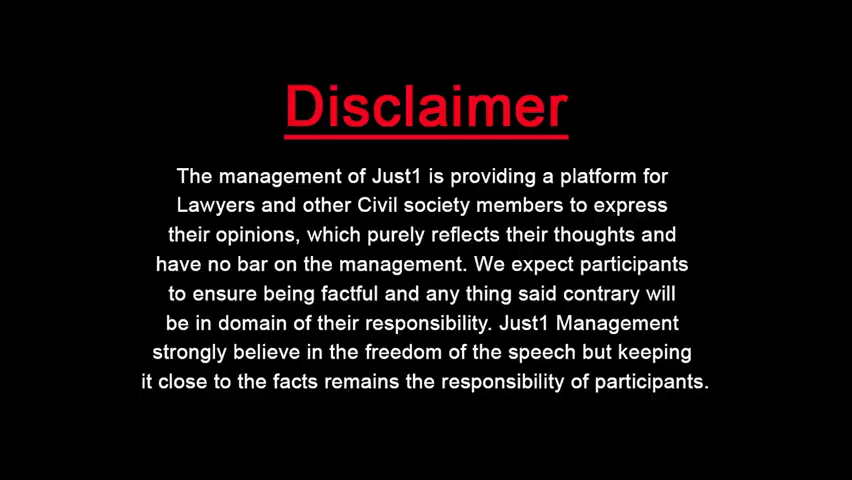 Disclaimer
The management of Just1 is providing a platform for
Lawyers and other Civil society members to express
their opinions, which purely reflects their thoughts and
have no bar on the management. We expect participants
to ensure being factful and any thing said contrary will
be in domain of their responsibility. Just1 Management
strongly believe in the freedom of the speech but keeping
it close to the facts remains the responsibility of participants.